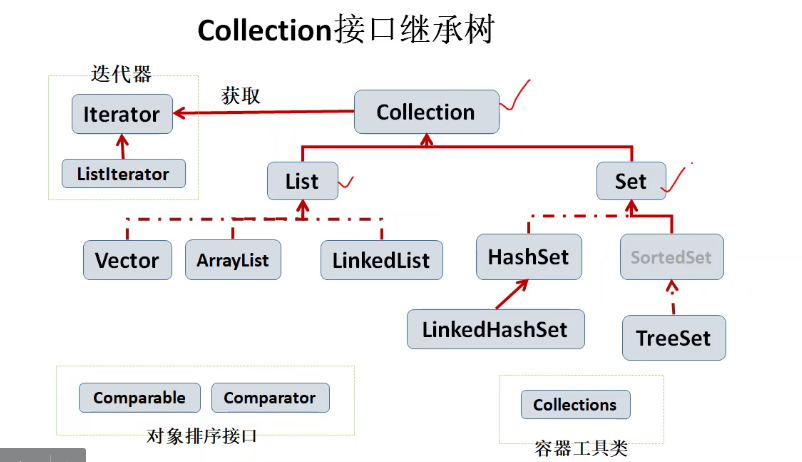 Collection接口继承树
迭代器
Iterator
获取
Collection
ListIterator
List
Set
Vector
ArrayList
LinkedList
HashSet
SortedSet
LinkedHashSet
TreeSet
Comparable
Comparator
对象排序接口
Collections
容器工具类